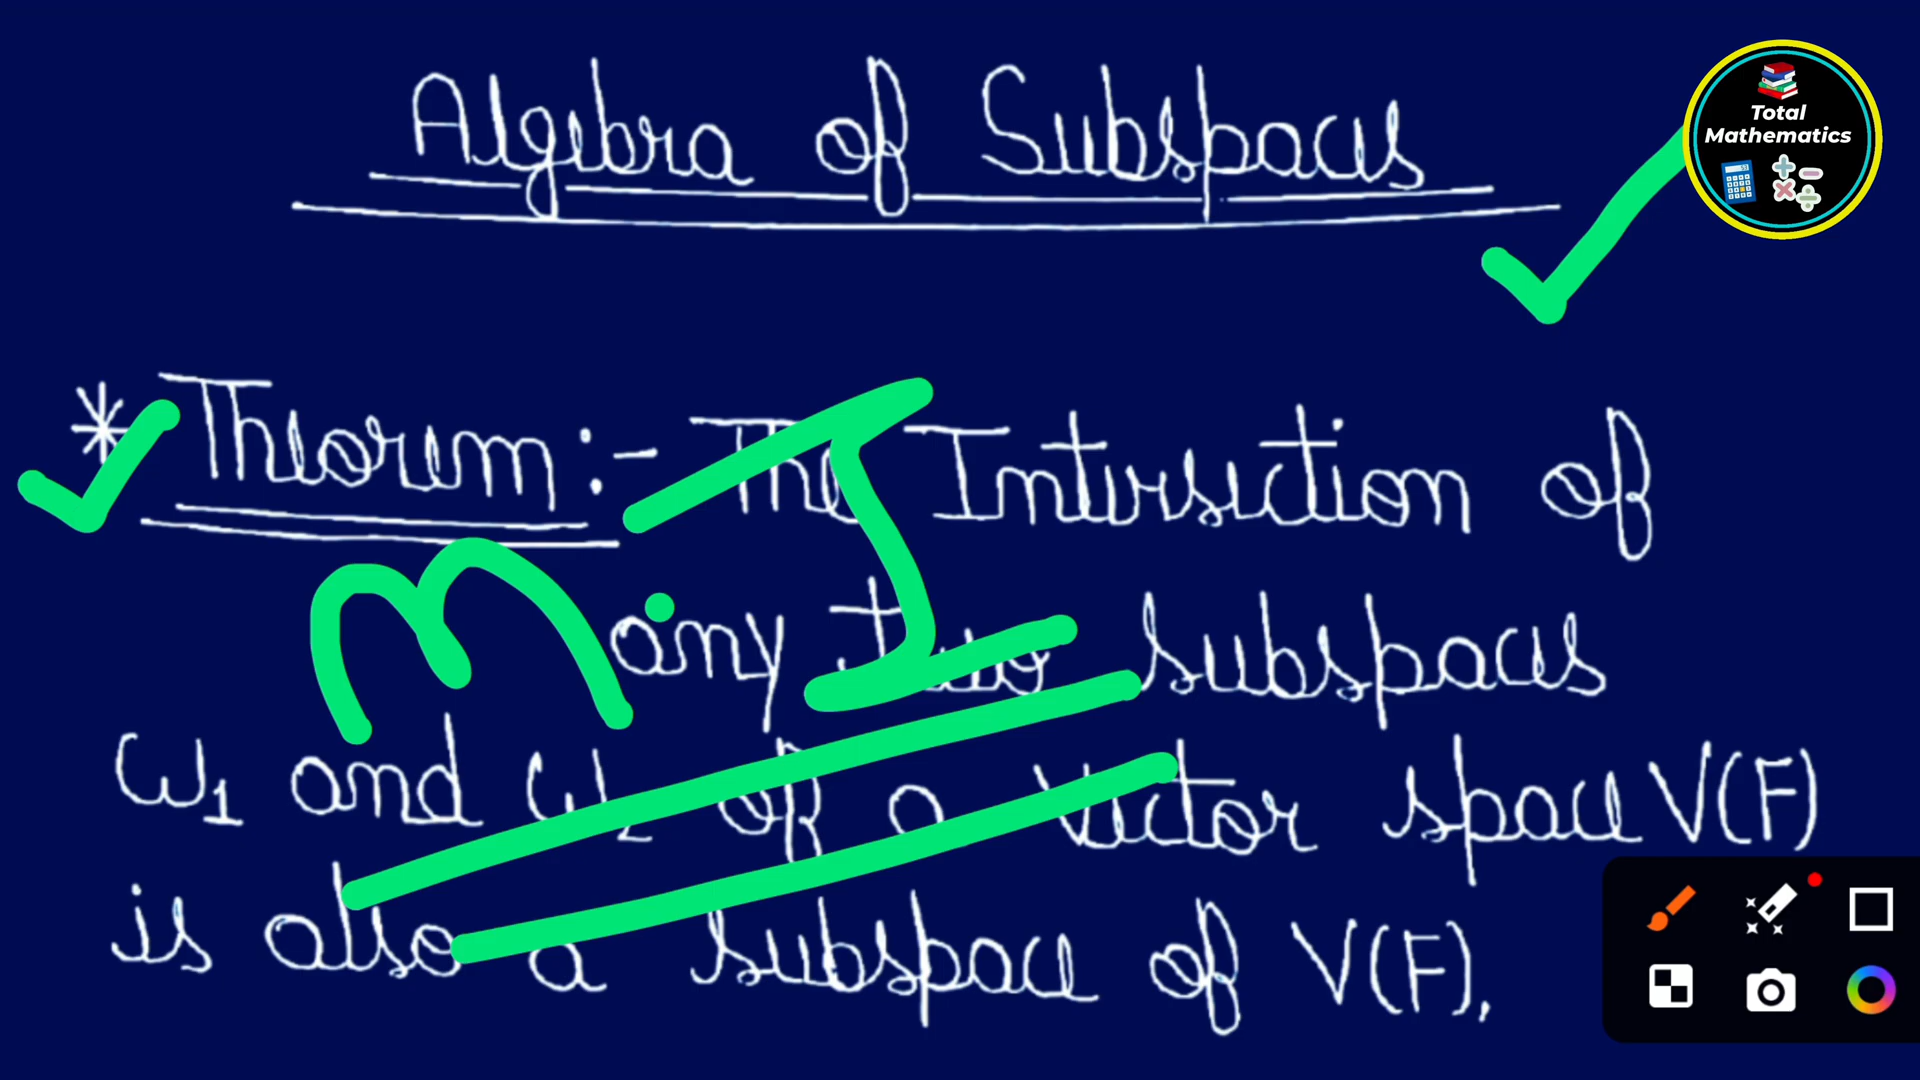 Algebra of Subspaces
Total
Mathematics
* Theorem :- The Intersection of
any two subspaces
W1 and W2 of a vector space V(F)
is also a subspace of V(F).
M.I